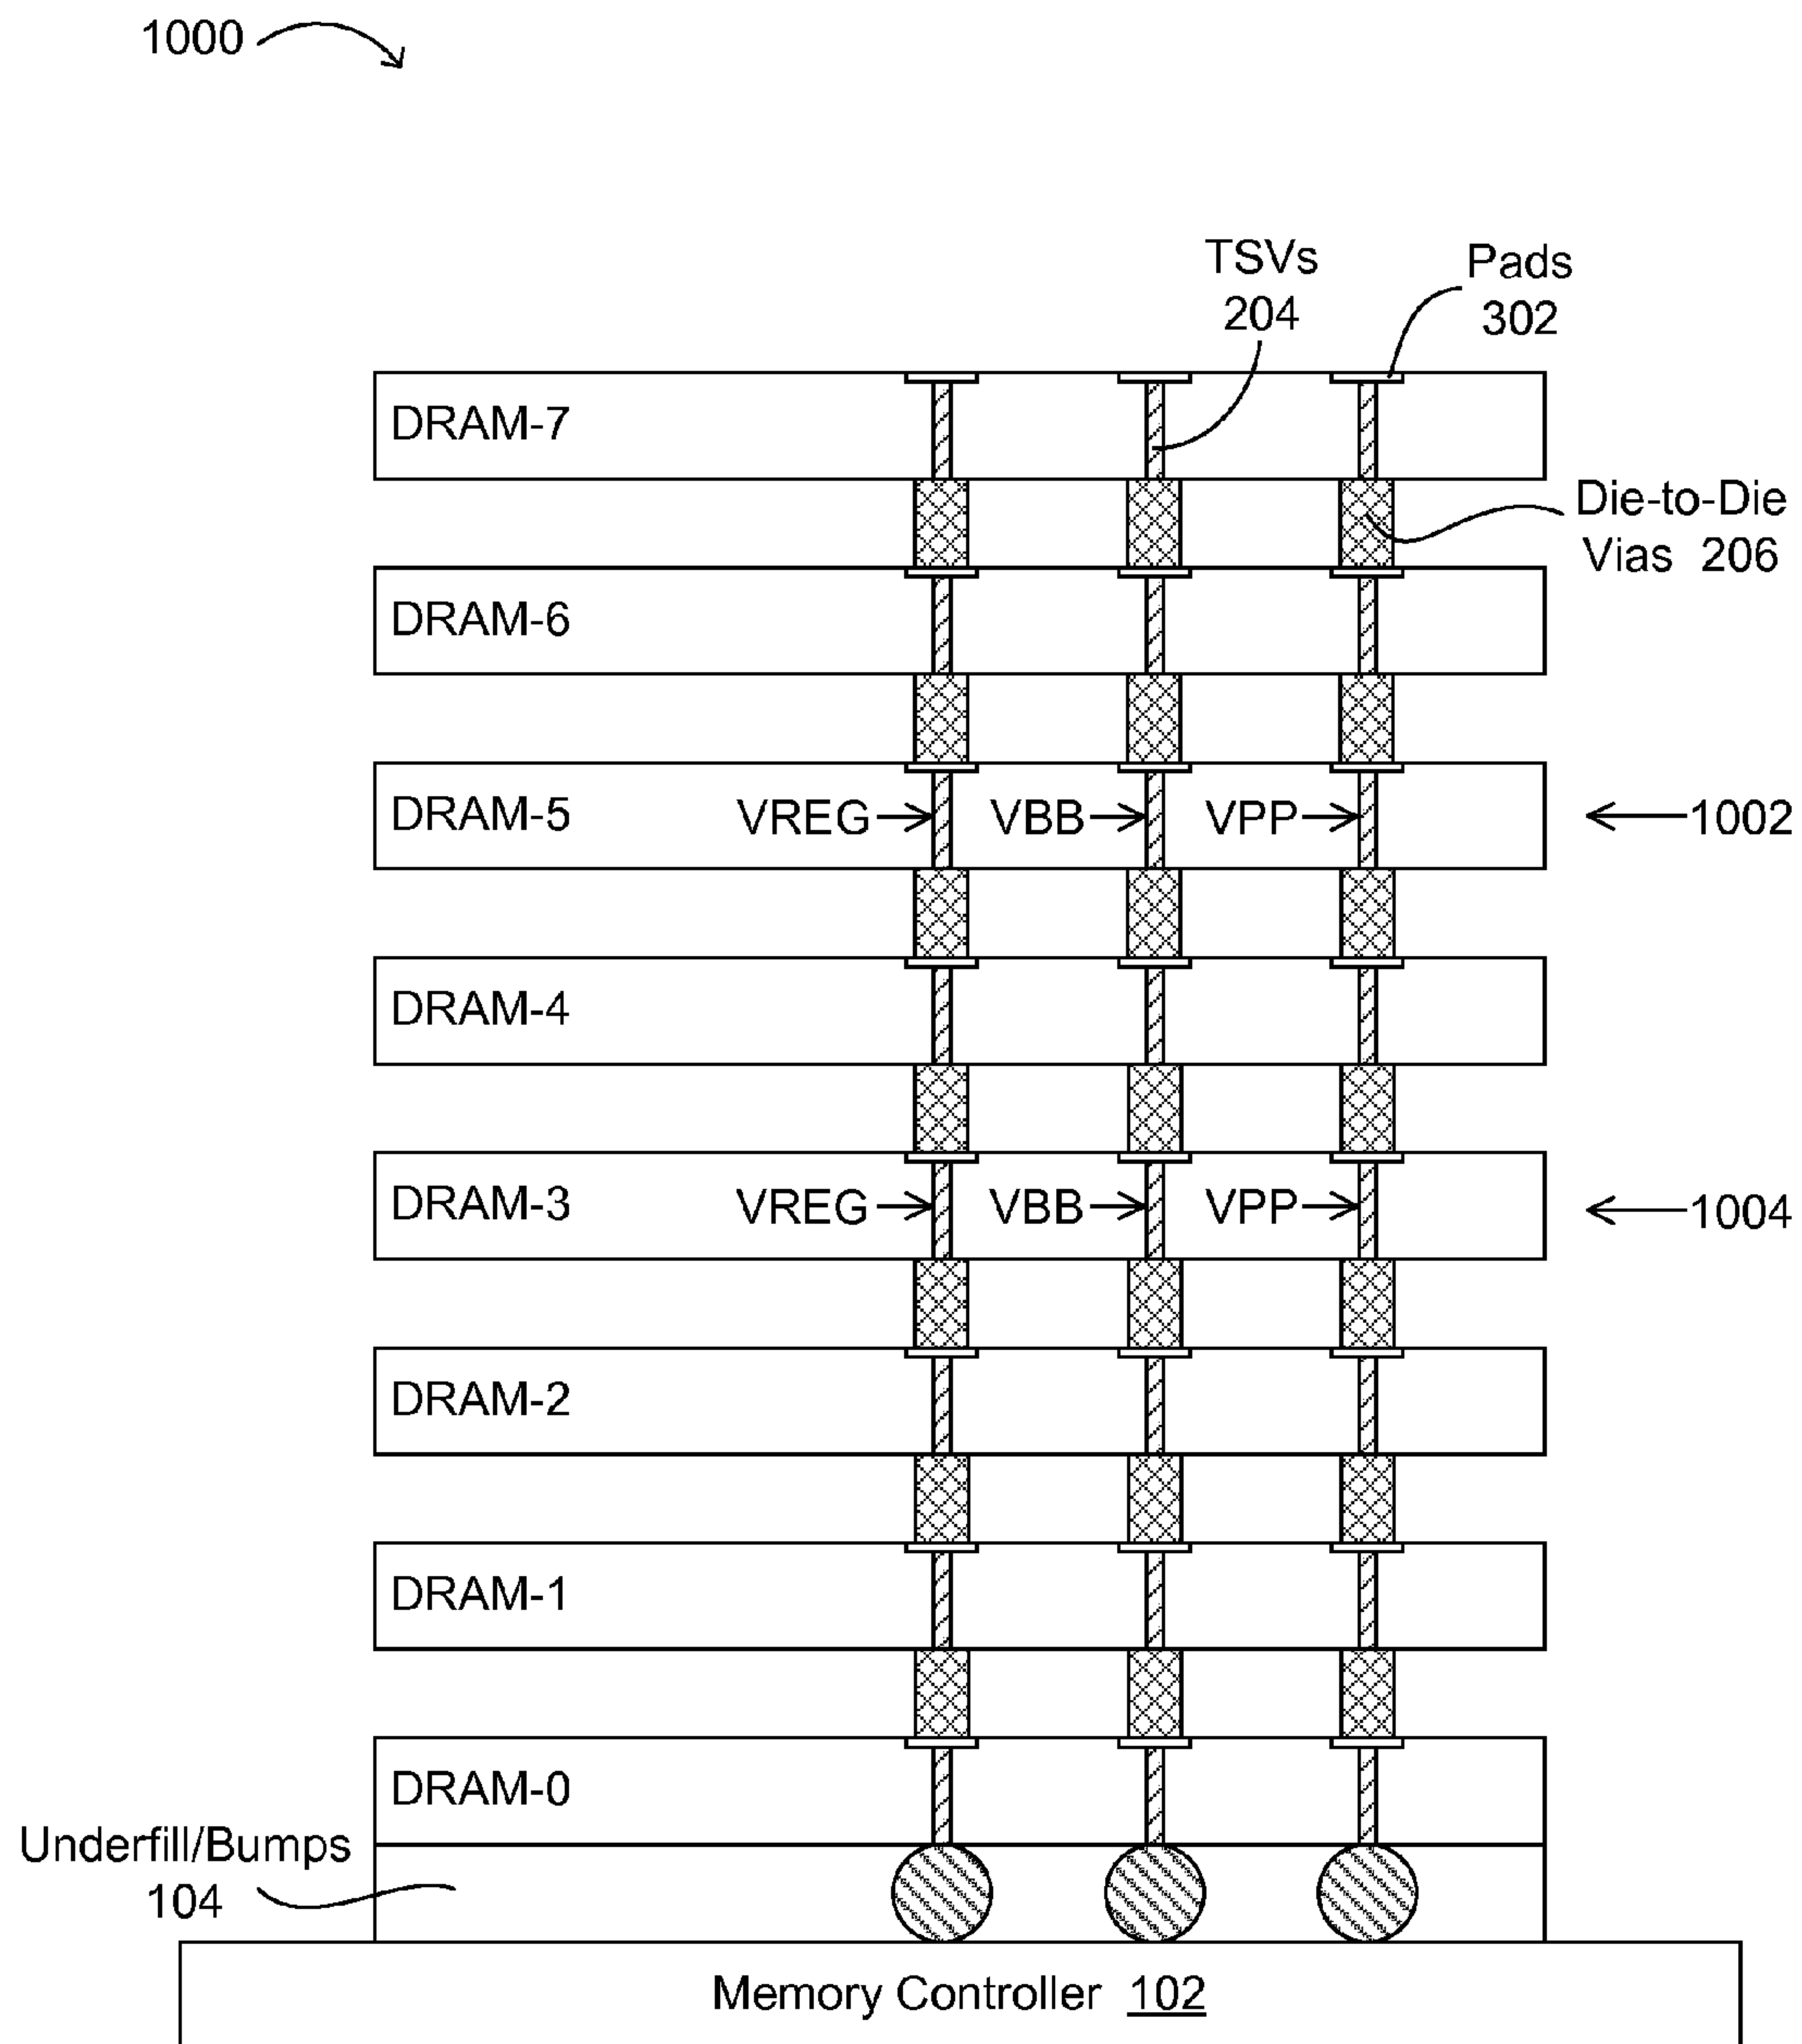 1000
TSVs
204
Pads
302
DRAM-7
Die-to-Die
Vias 206
DRAM-6
DRAM-5 VREG VBB VPP 1002
DRAM-4
DRAM-3 VREG VBB VPP 1004
DRAM-2
DRAM-1
DRAM-0
Underfill/Bumps
104
Memory Controller 102